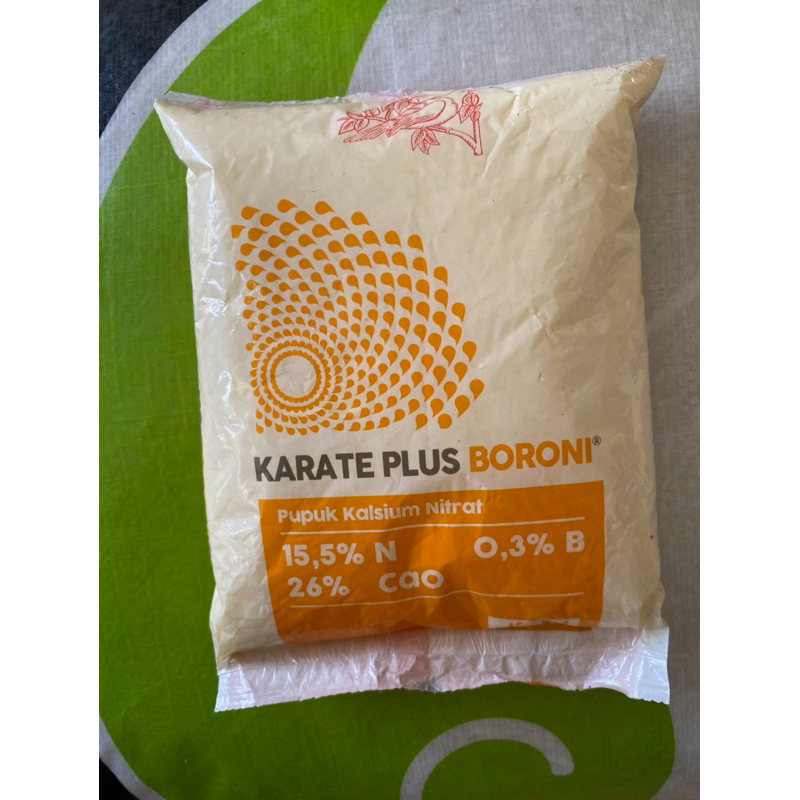 KARATE PLUS BORONI®
Pupuk Kalsium Nitrat
15,5% N 0,3% B
26% CaO